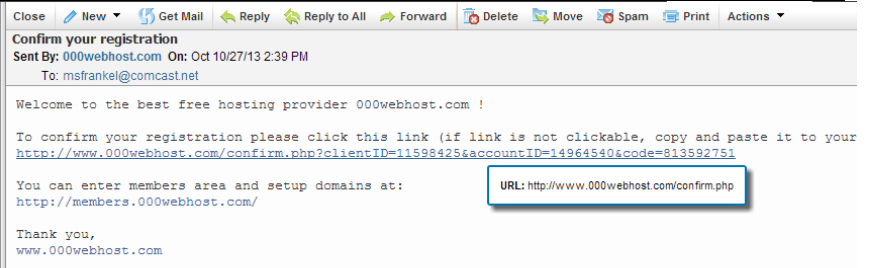 Close New Get Mail Reply Reply to All Forward Delete Move Spam Print Actions
Confirm your registration
Sent By: 000webhost.com On: Oct 10/27/13 2:39 PM
To: msfrankel@comcast.net
Welcome to the best free hosting provider 000webhost.com !
To confirm your registration please click this link (if link is not clickable, copy and paste it to your
http://www.000webhost.com/confirm.php?clientID=11598425&accountID=14964540&code=813592751
You can enter members area and setup domains at:
URL: http://www.000webhost.com/confirm.php
http://members.000webhost.com/
Thank you,
www.000webhost.com